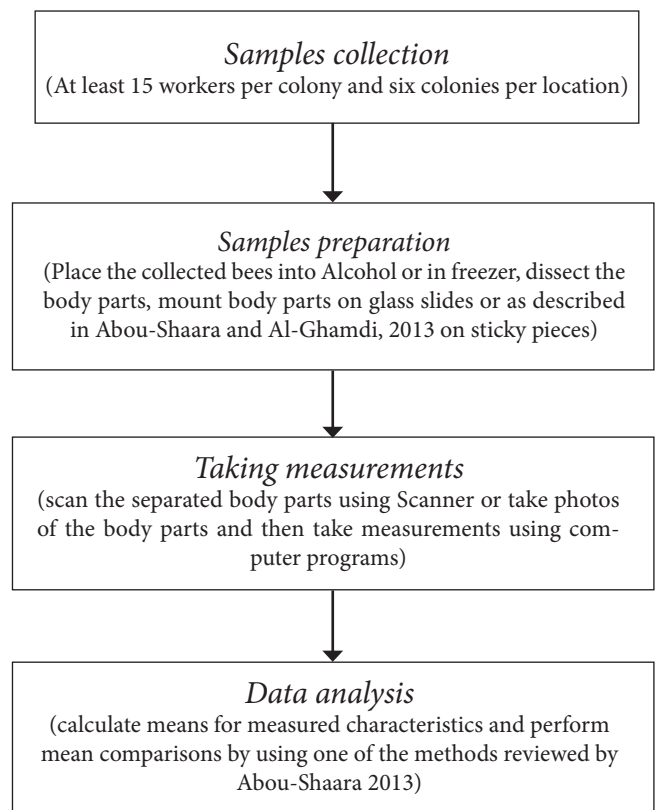 Samples collection
(At least 15 workers per colony and six colonies per location)
Samples preparation
(Place the collected bees into Alcohol or in freezer, dissect the
body parts, mount body parts on glass slides or as described
in Abou-Shaara and Al-Ghamdi, 2013 on sticky pieces)
Taking measurements
(scan the separated body parts using Scanner or take photos
of the body parts and then take measurements using com-
puter programs)
Data analysis
(calculate means for measured characteristics and perform
mean comparisons by using one of the methods reviewed by
Abou-Shaara 2013)